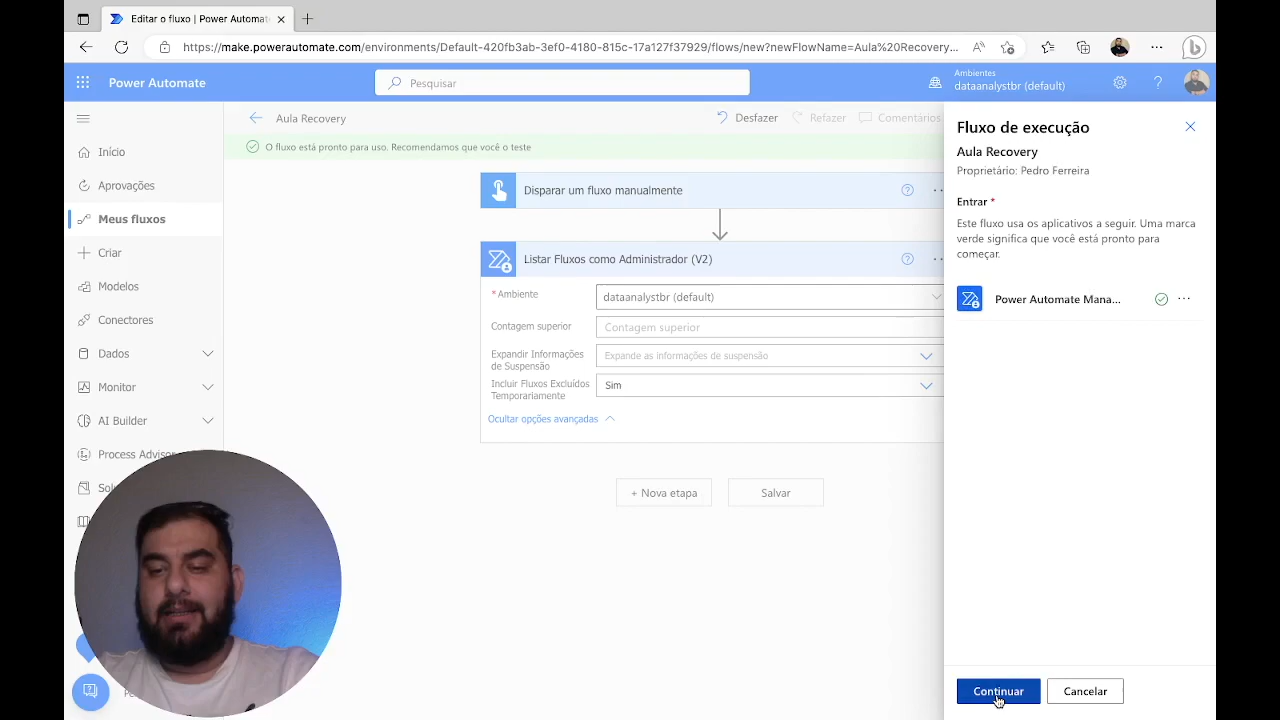 Editar o fluxo | Power Automat
https://make.powerautomate.com/environments/Default-420fb3ab-3ef0-4180-815c-17a127f37929/flows/new?newFlowName=Aula%20Recovery...
Power Automate
Pesquisar
Ambientes
dataanalystbr (default)
Aula Recovery
Desfazer
Refazer
Comentários
O fluxo está pronto para uso. Recomendamos que você o teste
Início
Aprovações
Meus fluxos
Criar
Modelos
Conectores
Dados
Monitor
AI Builder
Process Advisor
Disparar um fluxo manualmente
Listar Fluxos como Administrador (V2)
* Ambiente
dataanalystbr (default)
Contagem superior
Contagem superior
Expandir Informações
de Suspensão
Expande as informações de suspensão
Incluir Fluxos Excluídos
Temporariamente
Sim
Ocultar opções avançadas
+ Nova etapa
Salvar
Fluxo de execução
Aula Recovery
Proprietário: Pedro Ferreira
Entrar *
Este fluxo usa os aplicativos a seguir. Uma marca
verde significa que você está pronto para
começar.
Power Automate Mana...
Continuar
Cancelar